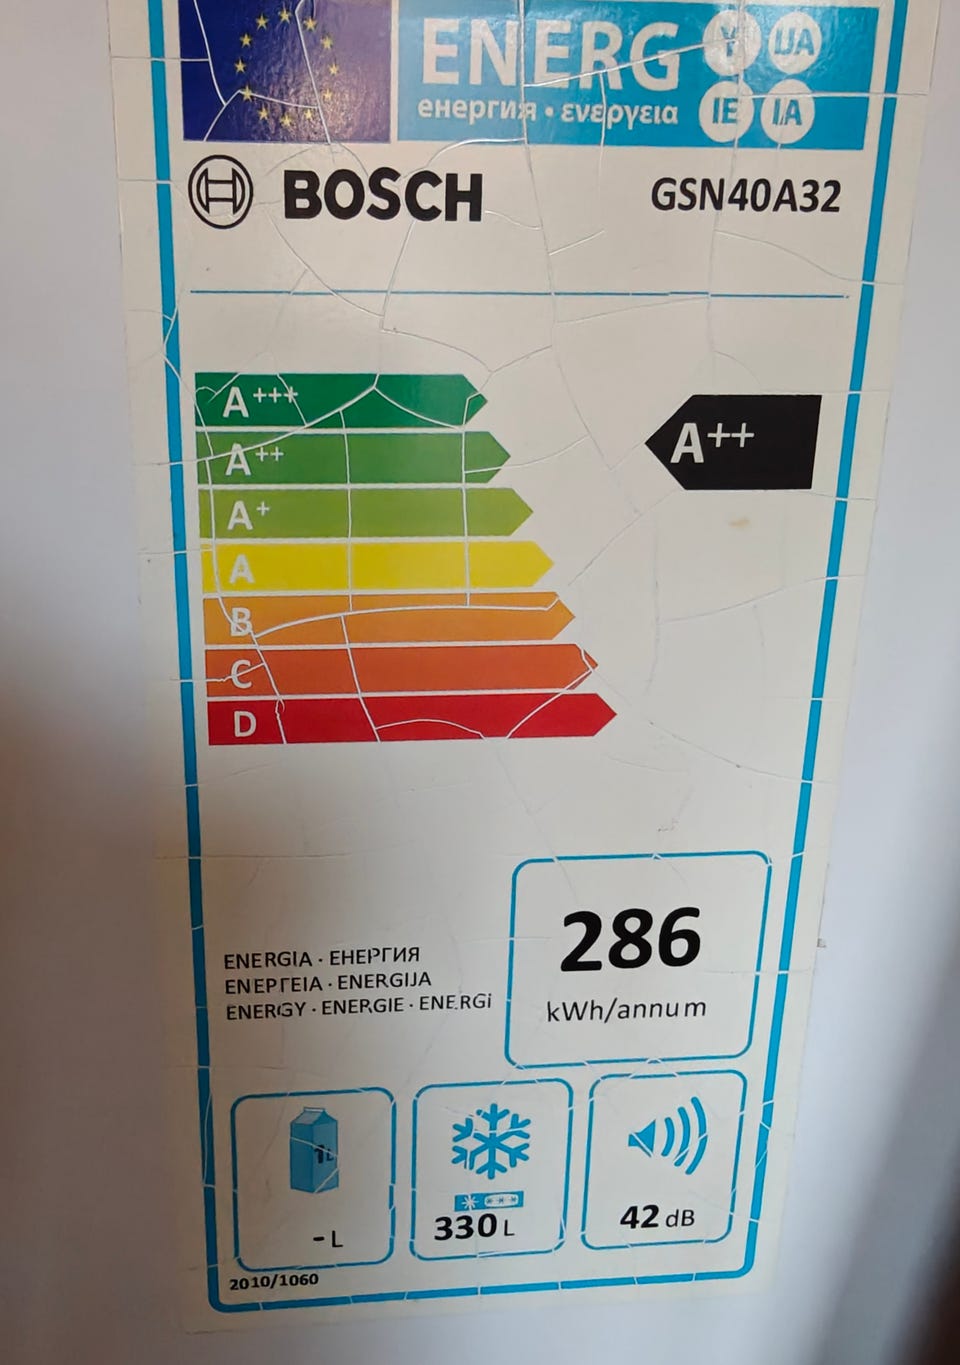 ENERG Y UA
енергия · ενεργεια IE IA
BOSCH GSN40A32
A+++
A++
A++
A+
A
B
C
D
286
kWh/annum
ENERGIA · ЕНЕРГИЯ
ΕΝΕΡΓΕΙΑ · ENERGIJA
ENERGY · ENERGIE · ENERGI
1L
- L
330 L
42 dB
2010/1060